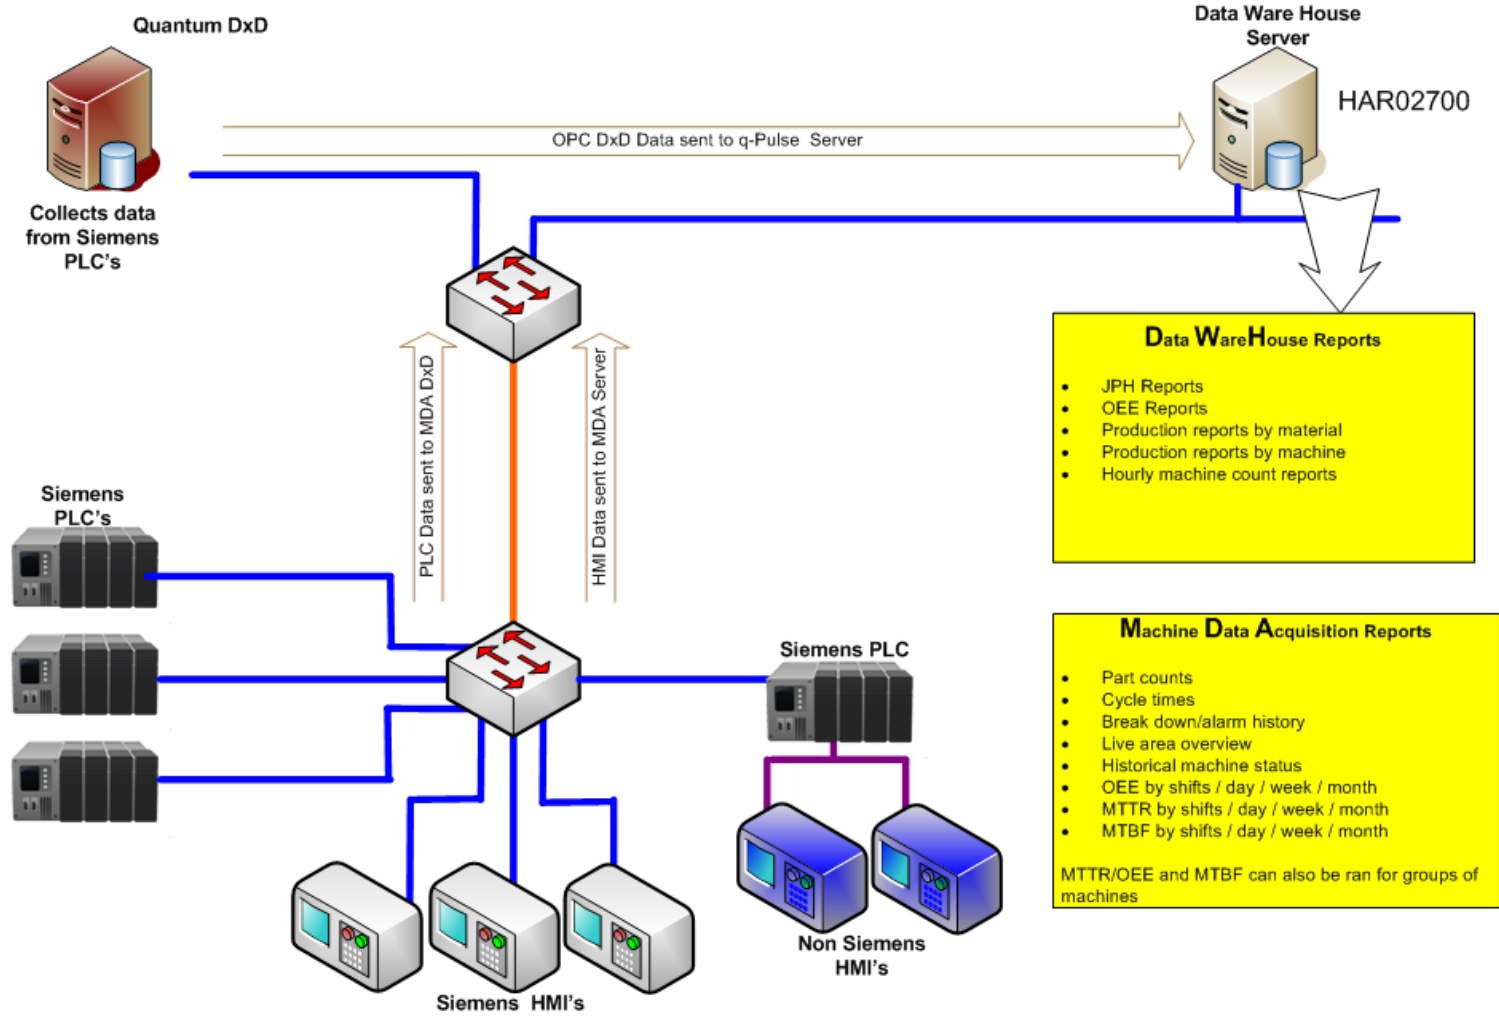 Quantum DxD
Data Ware House
Server
HAR02700
OPC DxD Data sent to q-Pulse Server
Collects data
from Siemens
PLC's
PLC Data sent to MDA DxD
HMI Data sent to MDA Server
Data WareHouse Reports
• JPH Reports
• OEE Reports
• Production reports by material
• Production reports by machine
• Hourly machine count reports
Siemens
PLC's
Siemens PLC
Machine Data Acquisition Reports
• Part counts
• Cycle times
• Break down/alarm history
• Live area overview
• Historical machine status
• OEE by shifts / day / week / month
• MTTR by shifts / day / week / month
• MTBF by shifts / day / week / month
MTTR/OEE and MTBF can also be ran for groups of
machines
Non Siemens
HMI's
Siemens HMI's